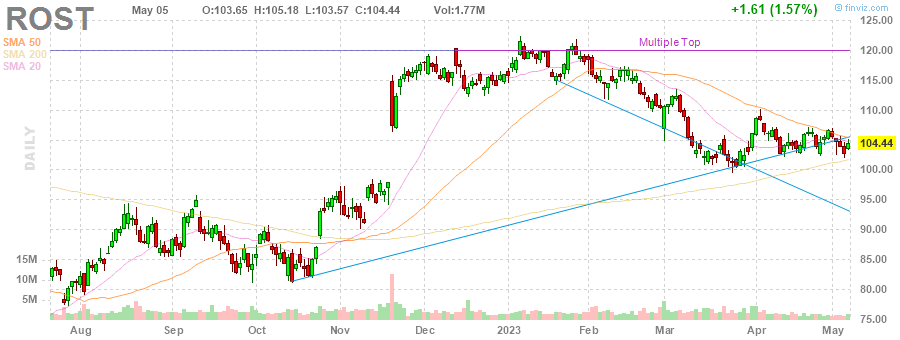 ROST May 05 O:103.65 H:105.18 L:103.57 C:104.44 Vol:1.77M +1.61 (1.57%) © finviz.com
SMA 50
SMA 200
SMA 20
Multiple Top
DAILY
125.00
120.00
115.00
110.00
104.44
100.00
95.00
90.00
85.00
80.00
75.00
15M
10M
5M
Aug Sep Oct Nov Dec 2023 Feb Mar Apr May